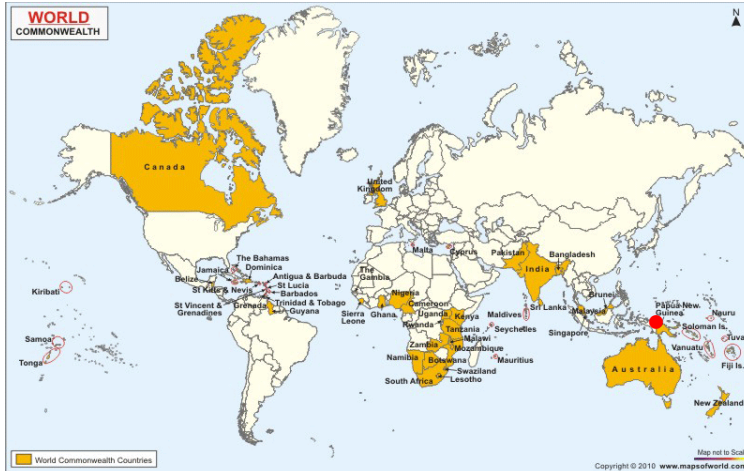 WORLD
COMMONWEALTH
N
Canada
United
Kingdom
Malta
Cyprus
Pakistan
Bangladesh
India
The Bahamas
Jamaica
Dominica
Belize
Antigua & Barbuda
St Kitts & Nevis
St Lucia
Barbados
St Vincent &
Grenadines
Grenada
Trinidad & Tobago
Guyana
The
Gambia
Sierra
Leone
Ghana
Nigeria
Cameroon
Uganda
Kenya
Rwanda
Tanzania
Malawi
Zambia
Mozambique
Namibia
Botswana
Swaziland
South Africa
Lesotho
Maldives
Sri Lanka
Seychelles
Mauritius
Brunei
Malaysia
Singapore
Papua New
Guinea
Nauru
Soloman Is.
Tuva
Vanuatu
Fiji Is.
Australia
New Zealand
Kiribati
Samoa
Tonga
World Commonwealth Countries
Map not to Scal
Copyright © 2010 www.mapsofworld.com